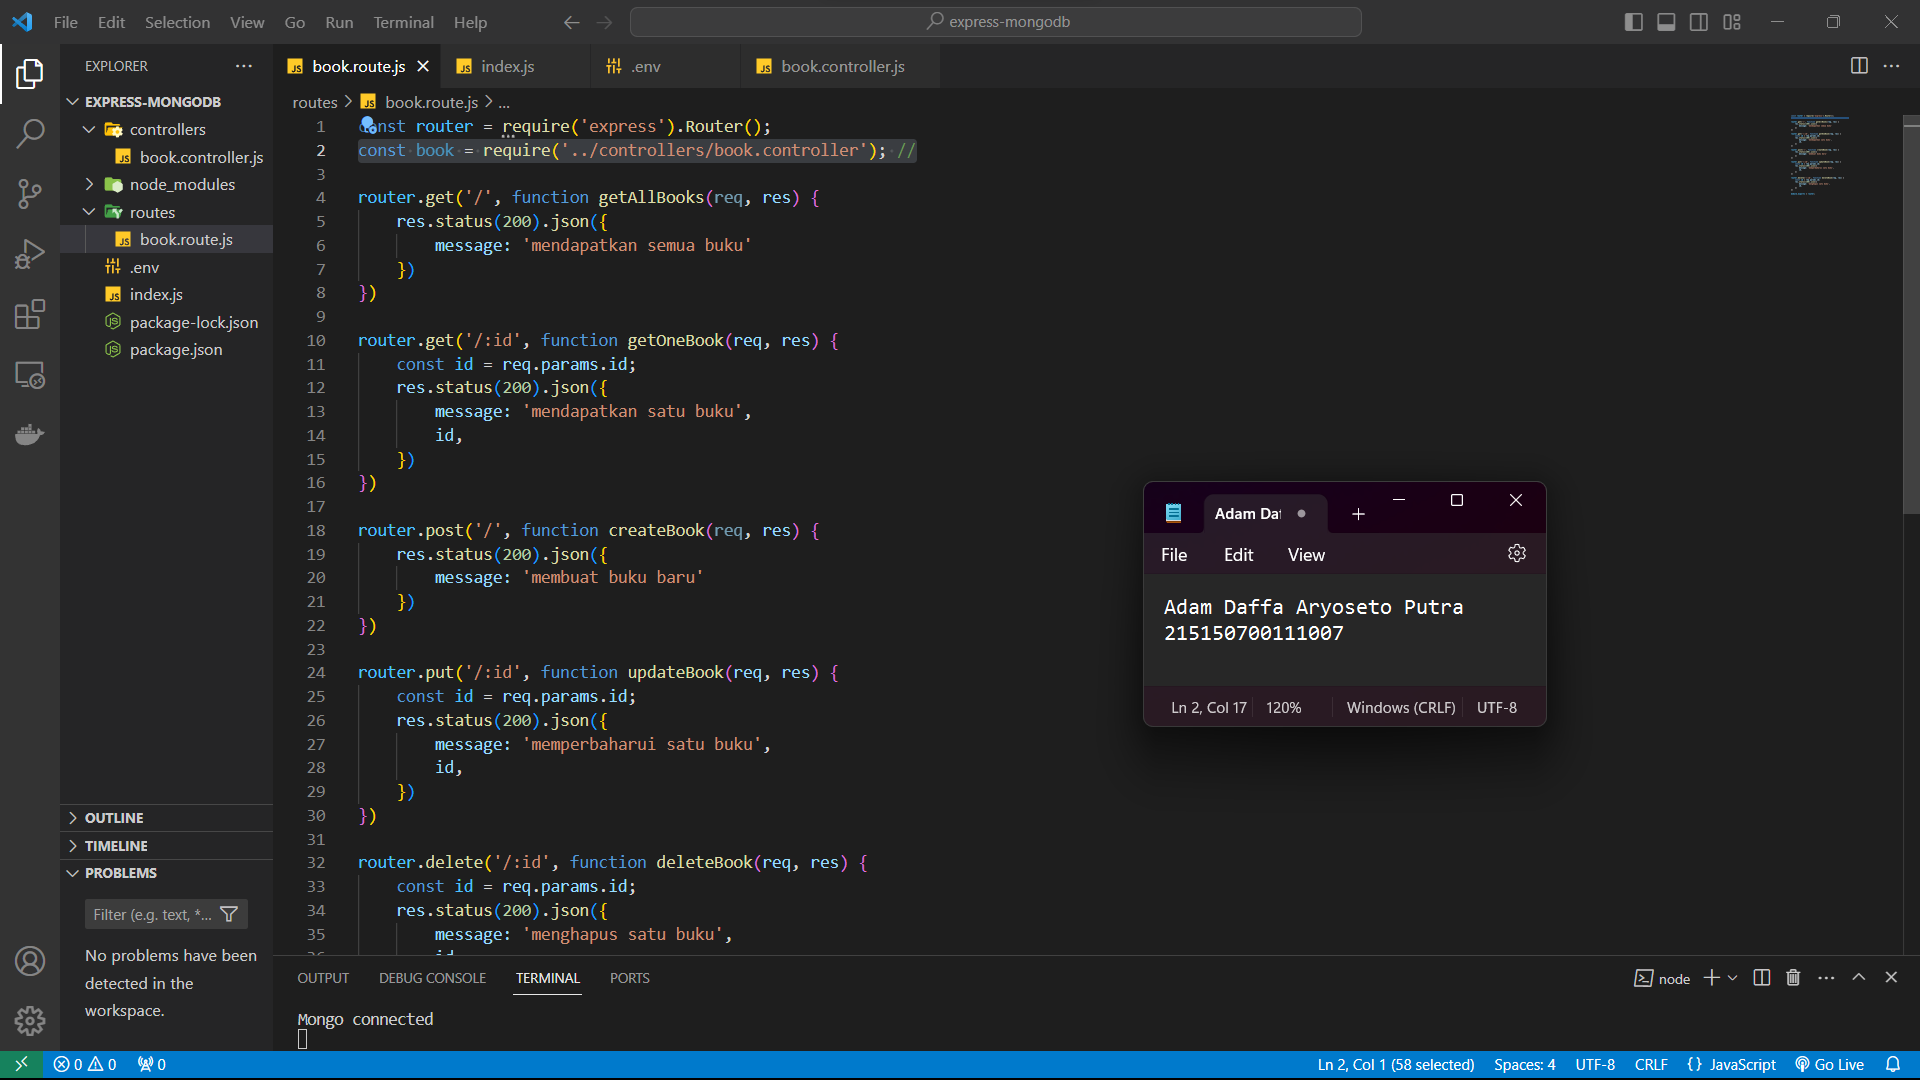 File Edit Selection View Go Run Terminal Help
express-mongodb
EXPLORER
EXPRESS-MONGODB
controllers
book.controller.js
node_modules
routes
book.route.js
.env
index.js
package-lock.json
package.json
OUTLINE
TIMELINE
PROBLEMS
Filter (e.g. text, *...
No problems have been
detected in the
workspace.
book.route.js index.js .env book.controller.js
routes > book.route.js > ...
1 const router = require('express').Router();
2 const book = require('../controllers/book.controller'); //
3
4 router.get('/', function getAllBooks(req, res) {
5 res.status(200).json({
6 message: 'mendapatkan semua buku'
7 })
8 })
9
10 router.get('/:id', function getOneBook(req, res) {
11 const id = req.params.id;
12 res.status(200).json({
13 message: 'mendapatkan satu buku',
14 id,
15 })
16 })
17
18 router.post('/', function createBook(req, res) {
19 res.status(200).json({
20 message: 'membuat buku baru'
21 })
22 })
23
24 router.put('/:id', function updateBook(req, res) {
25 const id = req.params.id;
26 res.status(200).json({
27 message: 'memperbaharui satu buku',
28 id,
29 })
30 })
31
32 router.delete('/:id', function deleteBook(req, res) {
33 const id = req.params.id;
34 res.status(200).json({
35 message: 'menghapus satu buku',
Adam Daf
File Edit View
Adam Daffa Aryoseto Putra
215150700111007
Ln 2, Col 17 120% Windows (CRLF) UTF-8
OUTPUT DEBUG CONSOLE TERMINAL PORTS
node
Mongo connected
0 0 0
Ln 2, Col 1 (58 selected) Spaces: 4 UTF-8 CRLF {} JavaScript Go Live